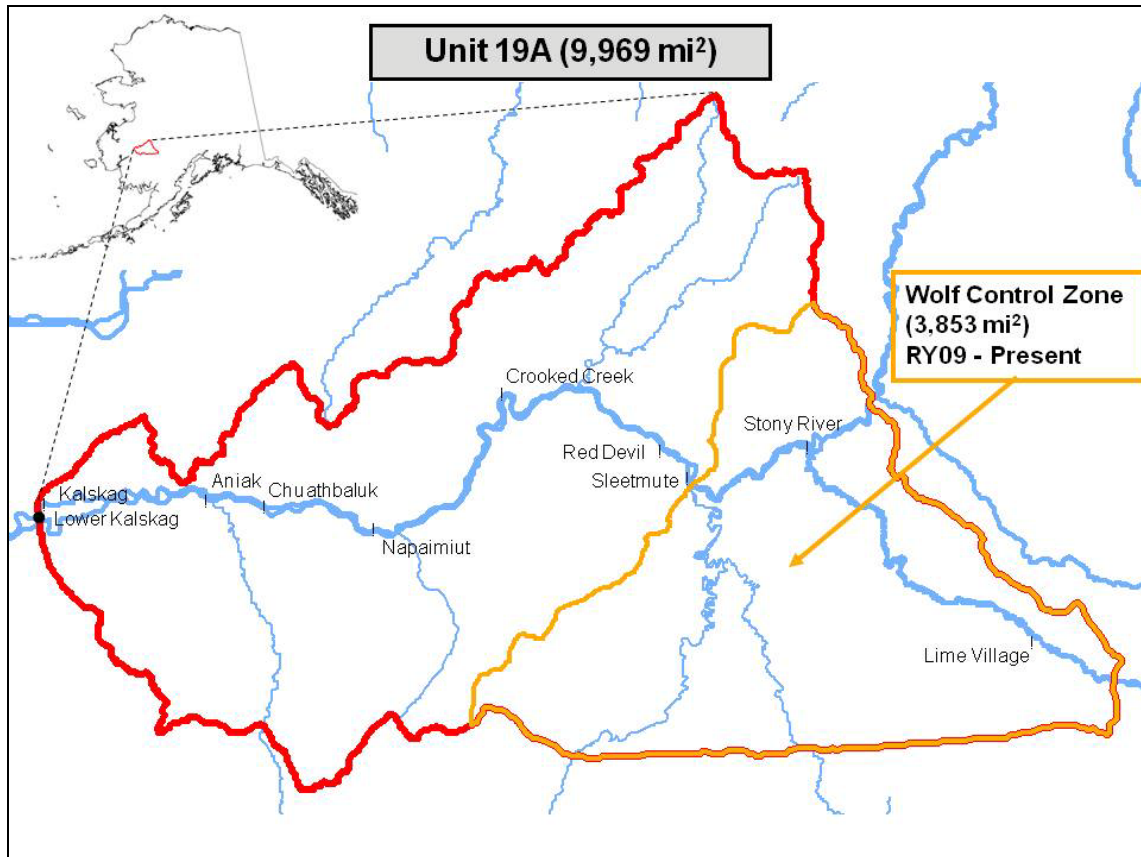 Unit 19A (9,969 mi²)
Wolf Control Zone
(3,853 mi²)
RY09 - Present
Crooked Creek
Stony River
Red Devil
Sleetmute
Kalskag
Aniak
Chuathbaluk
Lower Kalskag
Napaimiut
Lime Village